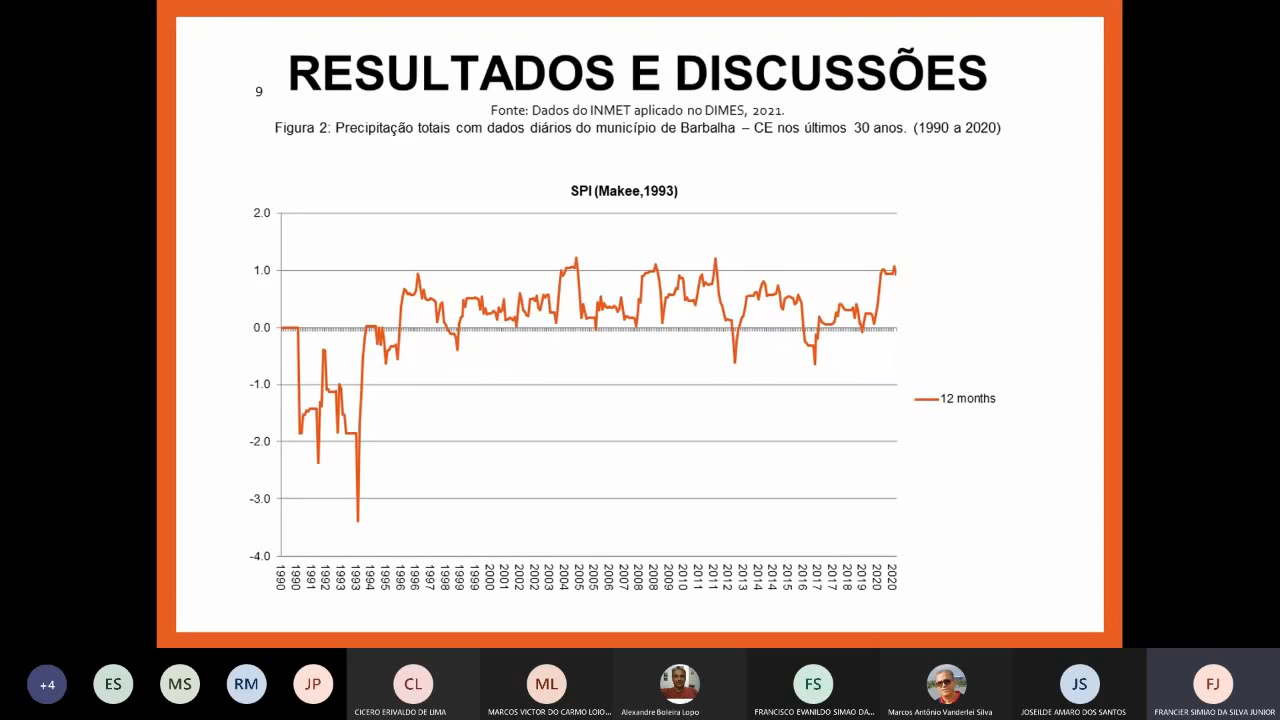 RESULTADOS E DISCUSSÕES
9
Fonte: Dados do INMET aplicado no DIMES, 2021.
Figura 2: Precipitação totais com dados diários do município de Barbalha – CE nos últimos 30 anos. (1990 a 2020)
SPI (Makee,1993)
2.0
1.0
0.0
-1.0
-2.0
-3.0
-4.0
12 months
1990 1990 1991 1992 1993 1993 1994 1995 1996 1996 1997 1998 1999 1999 2000 2001 2002 2002 2003 2004 2005 2005 2006 2007 2008 2008 2009 2010 2011 2011 2012 2013 2014 2014 2015 2016 2017 2017 2018 2019 2020 2020
+4 ES MS RM JP CL ML FS JS FJ
CICERO ERIVALDO DE LIMA MARCOS VICTOR DO CARMO LOIO... Alexandre Boleira Lopo FRANCISCO EVANILDO SIMAO DA... Marcos Antônio Vanderlei Silva JOSEILDE AMARO DOS SANTOS FRANCIER SIMIAO DA SILVA JUNIOR